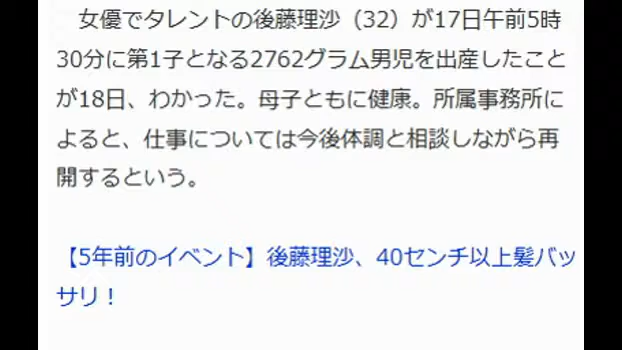 女優でタレントの後藤理沙（32）が17日午前5時
30分に第1子となる2762グラム男児を出産したこと
が18日、わかった。母子ともに健康。所属事務所に
よると、仕事については今後体調と相談しながら再
開するという。
【5年前のイベント】後藤理沙、40センチ以上髪バッ
サリ！